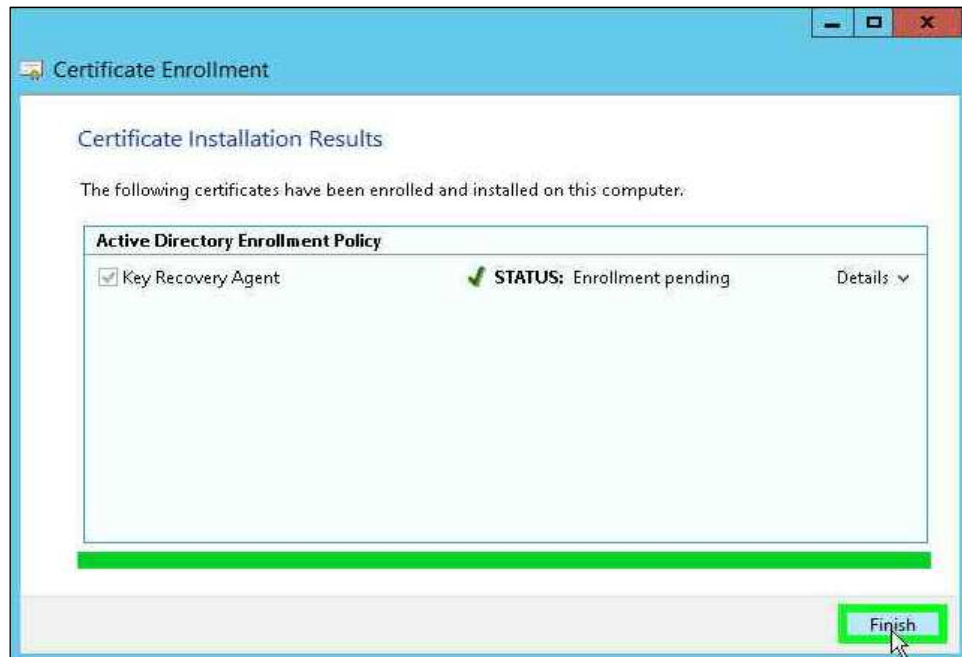 Certificate Enrollment
Certificate Installation Results
The following certificates have been enrolled and installed on this computer.
Active Directory Enrollment Policy
Key Recovery Agent STATUS: Enrollment pending Details
Finish